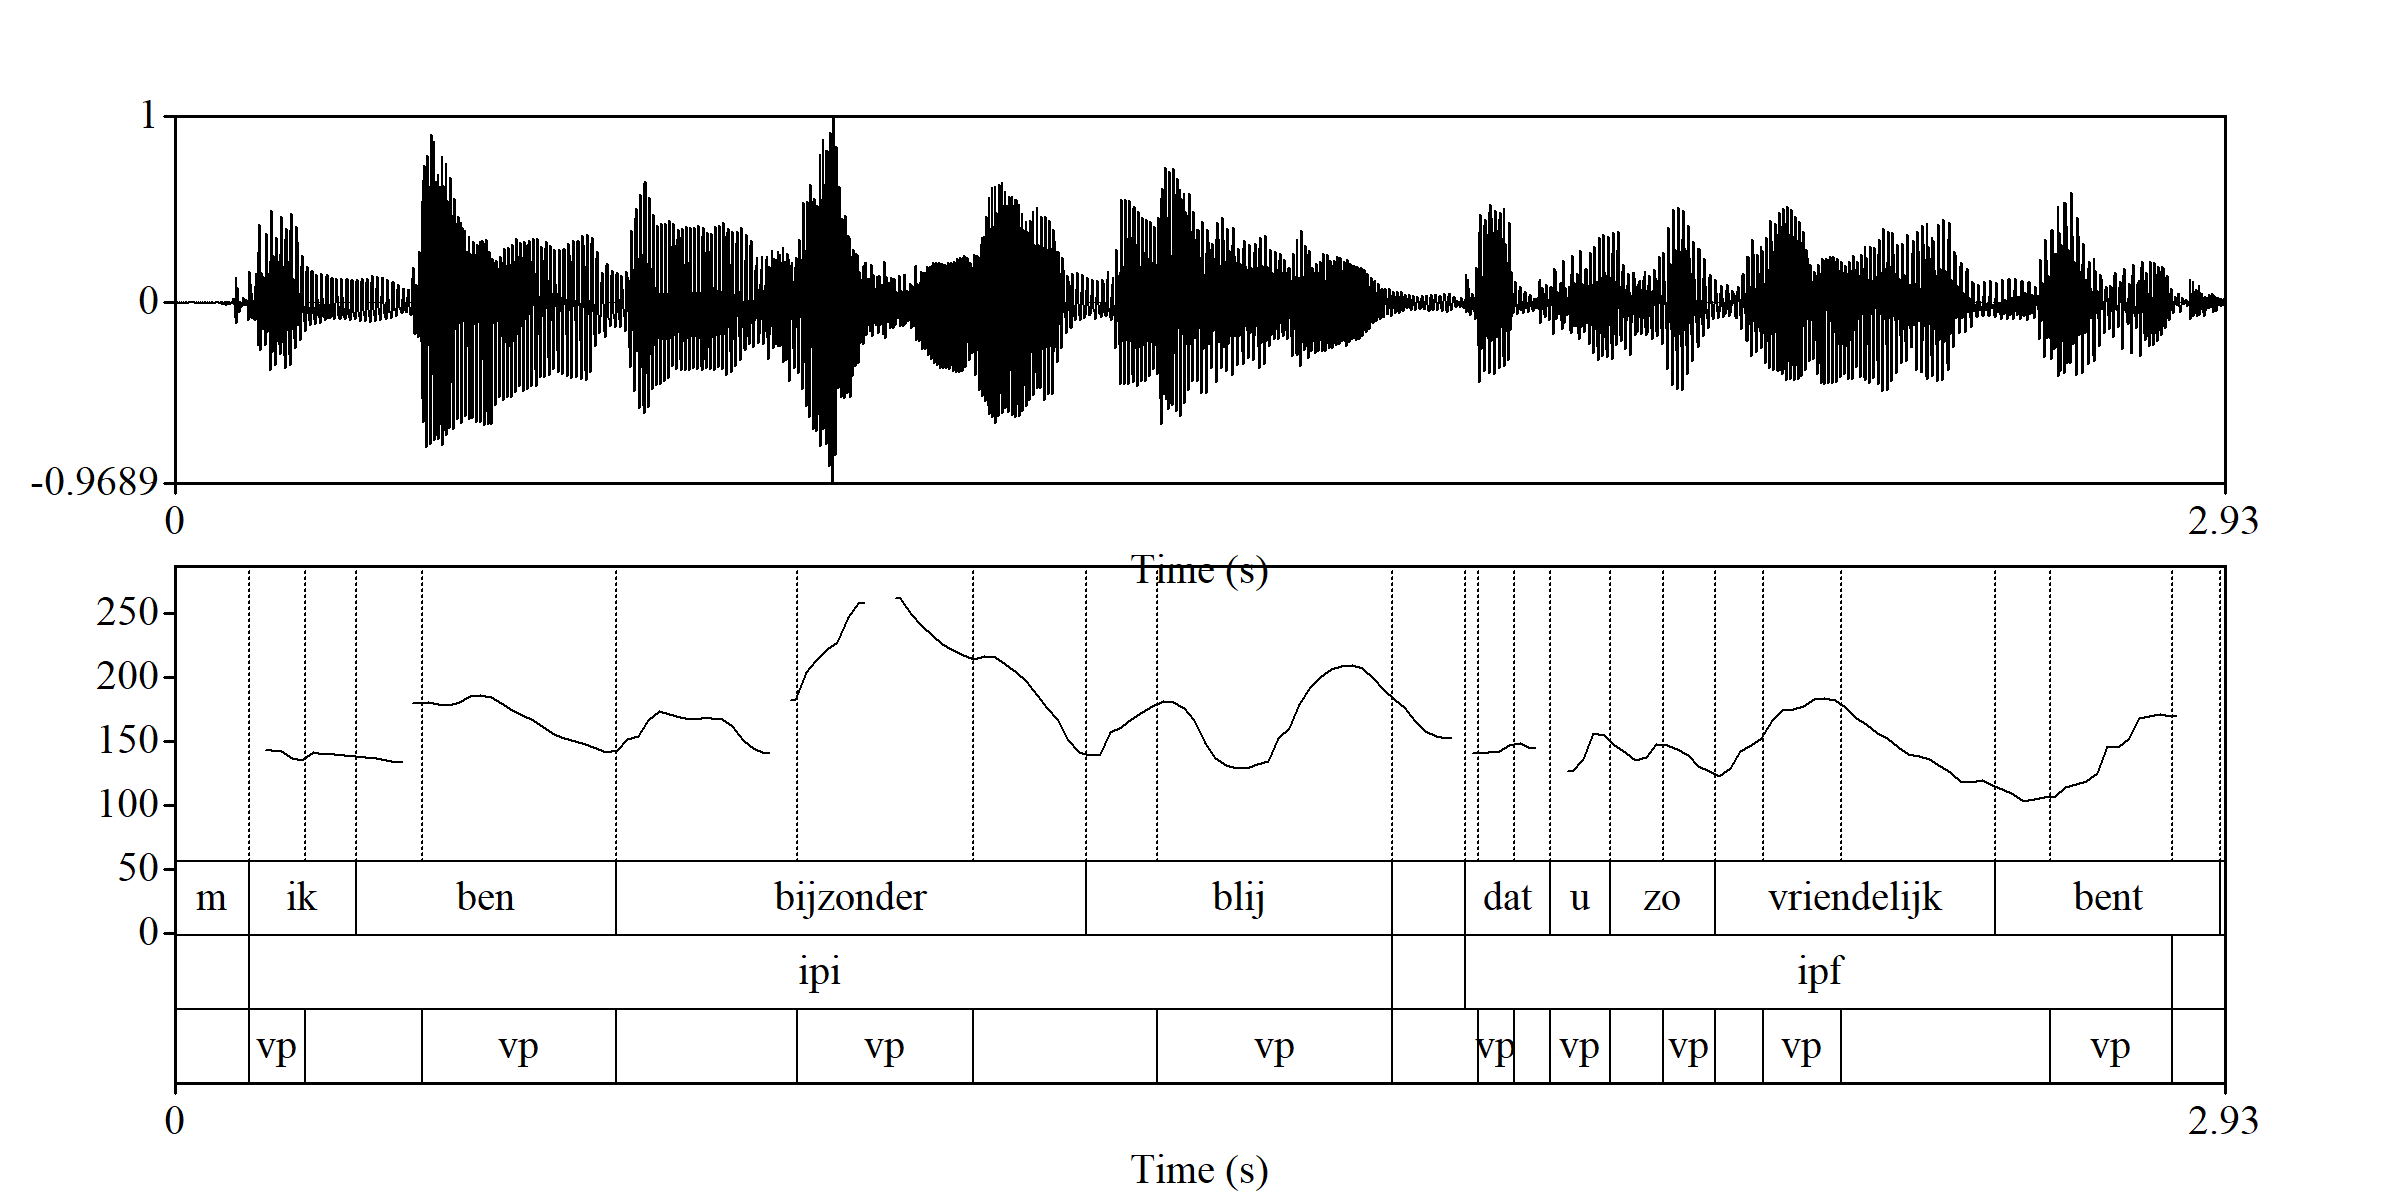 1
0
-0.9689
0 2.93
Time (s)
250
200
150
100
50
0
m ik ben bijzonder blij dat u zo vriendelijk bent
ipi ipf
vp vp vp vp vp vp vp vp vp
0 2.93
Time (s)